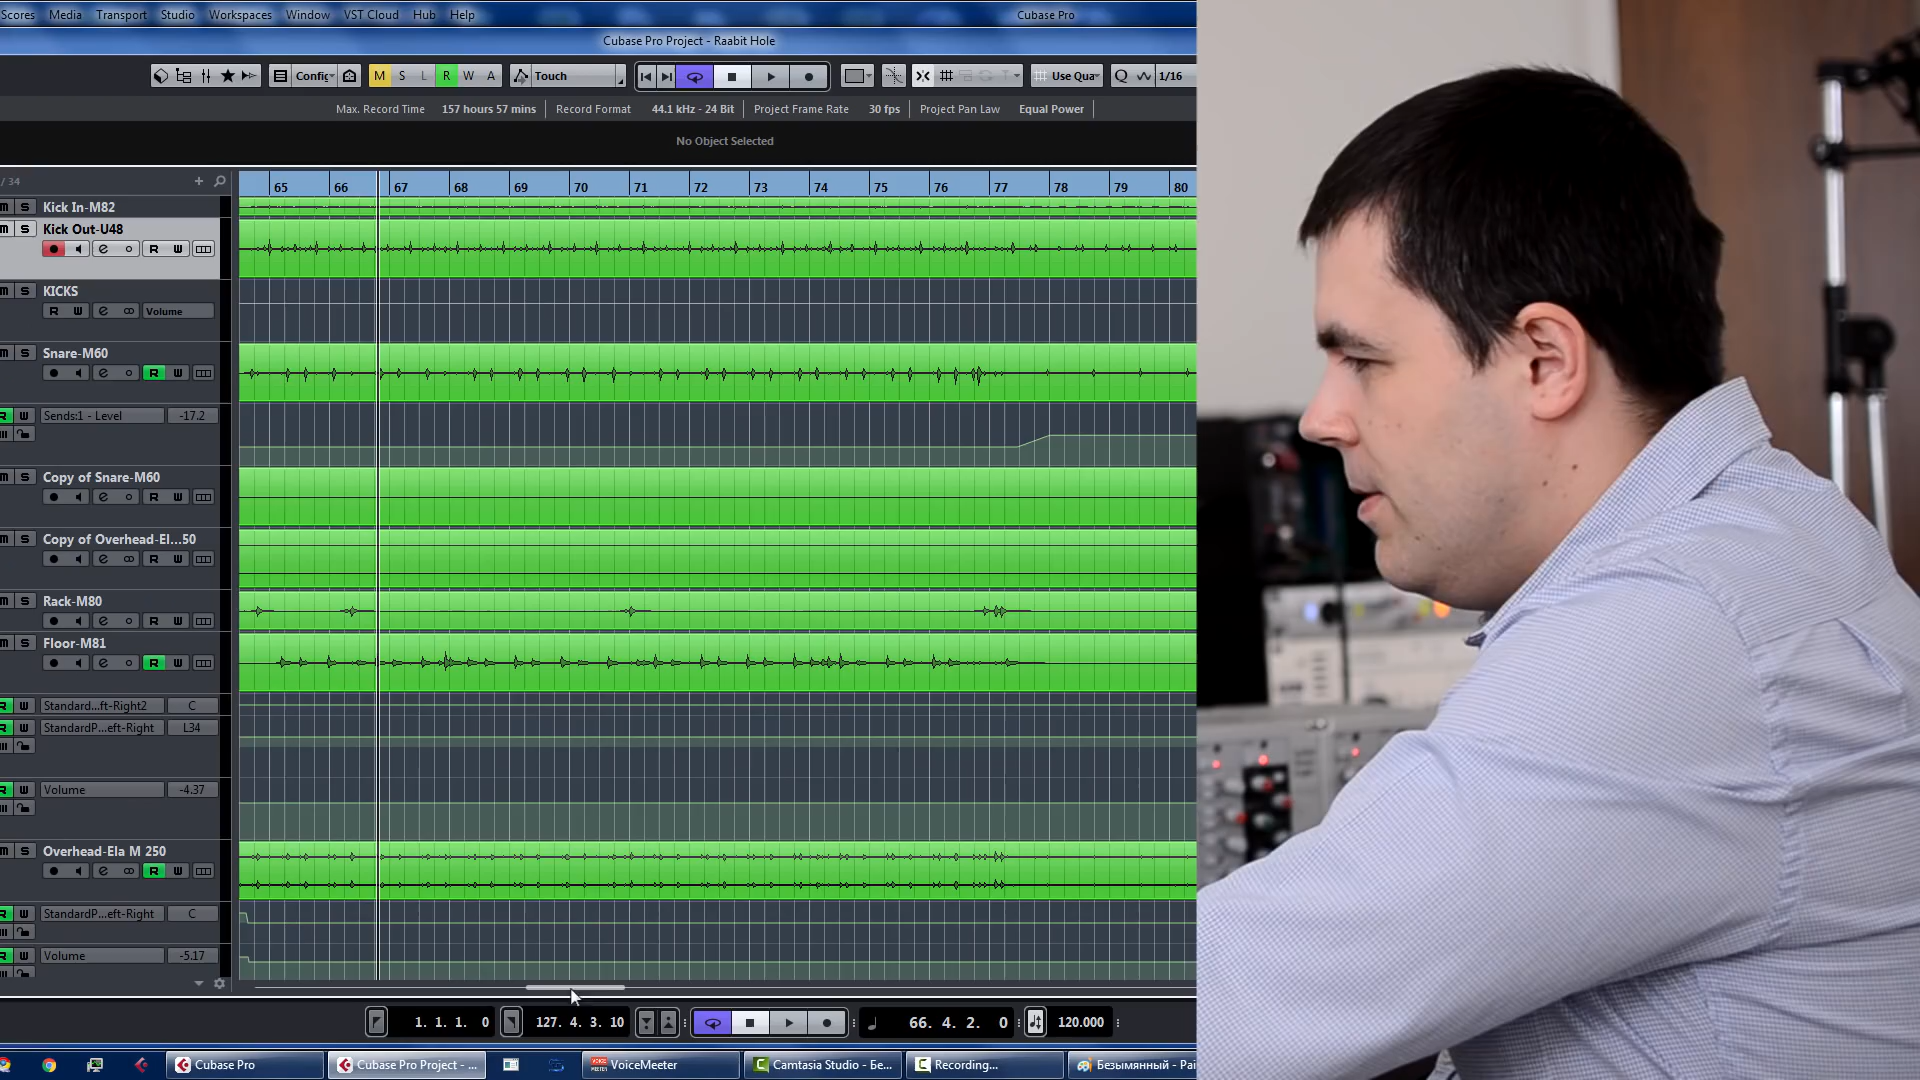 Scores Media Transport Studio Workspaces Window VST Cloud Hub Help Cubase Pro
Cubase Pro Project - Raabit Hole
Config M S L R W A Touch Use Qua Q 1/16
Max. Record Time 157 hours 57 mins Record Format 44.1 kHz - 24 Bit Project Frame Rate 30 fps Project Pan Law Equal Power
No Object Selected
/ 34 65 66 67 68 69 70 71 72 73 74 75 76 77 78 79 80
m S Kick In-M82
m S Kick Out-U48
e R W
m S KICKS
R W e Volume
m S Snare-M60
e R W
R W Sends:1 - Level -17.2
m S Copy of Snare-M60
e R W
m S Copy of Overhead-El...50
e R W
m S Rack-M80
e R W
m S Floor-M81
e R W
R W Standard...ft-Right2 C
R W StandardP...eft-Right L34
R W Volume -4.37
m S Overhead-Ela M 250
e R W
R W StandardP...eft-Right C
R W Volume -5.17
1. 1. 1. 0 127. 4. 3. 10 66. 4. 2. 0 120.000
Cubase Pro Cubase Pro Project - ... VoiceMeeter Camtasia Studio - Бе... Recording... Безымянный - Pai